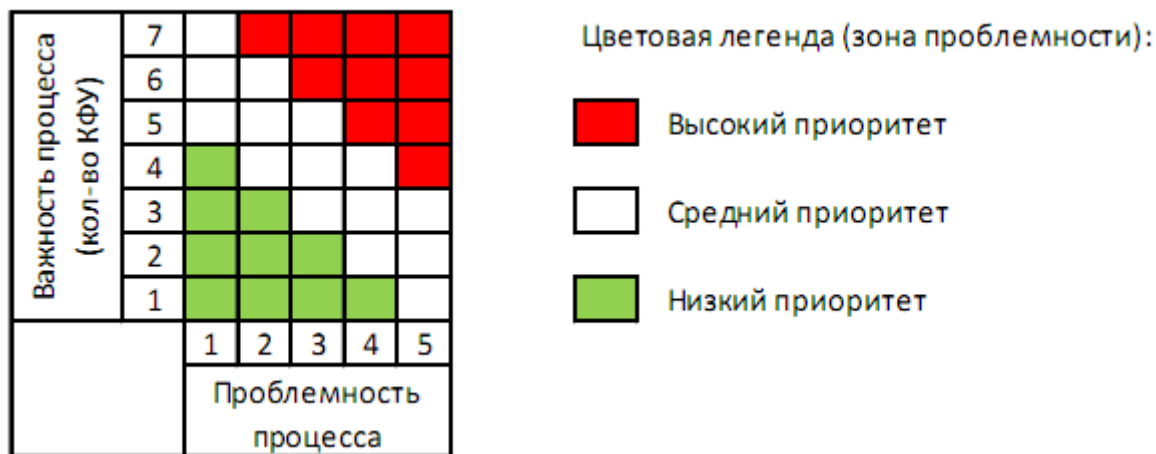 Важность процесса
(кол-во КФУ)
7
6
5
4
3
2
1
1 2 3 4 5
Проблемность
процесса
Цветовая легенда (зона проблемности):
Высокий приоритет
Средний приоритет
Низкий приоритет